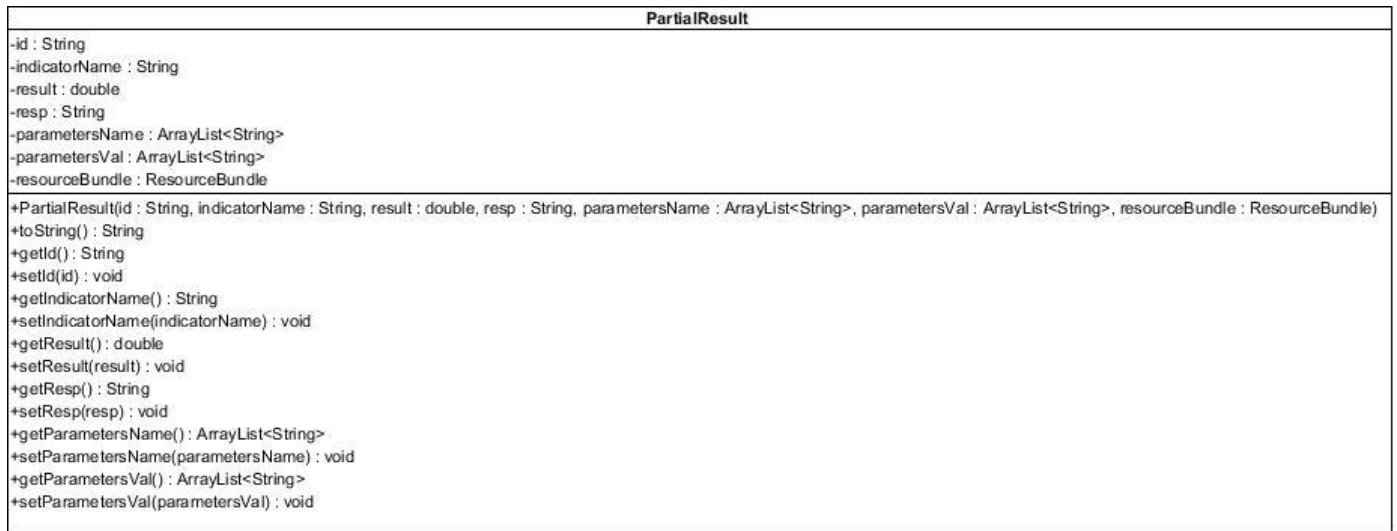 PartialResult
-id : String
-indicatorName : String
-result : double
-resp : String
-parametersName : ArrayList<String>
-parametersVal : ArrayList<String>
-resourceBundle : ResourceBundle
+PartialResult(id : String, indicatorName : String, result : double, resp : String, parametersName : ArrayList<String>, parametersVal : ArrayList<String>, resourceBundle : ResourceBundle)
+toString() : String
+getId() : String
+setId(id) : void
+getIndicatorName() : String
+setIndicatorName(indicatorName) : void
+getResult() : double
+setResult(result) : void
+getResp() : String
+setResp(resp) : void
+getParametersName() : ArrayList<String>
+setParametersName(parametersName) : void
+getParametersVal() : ArrayList<String>
+setParametersVal(parametersVal) : void